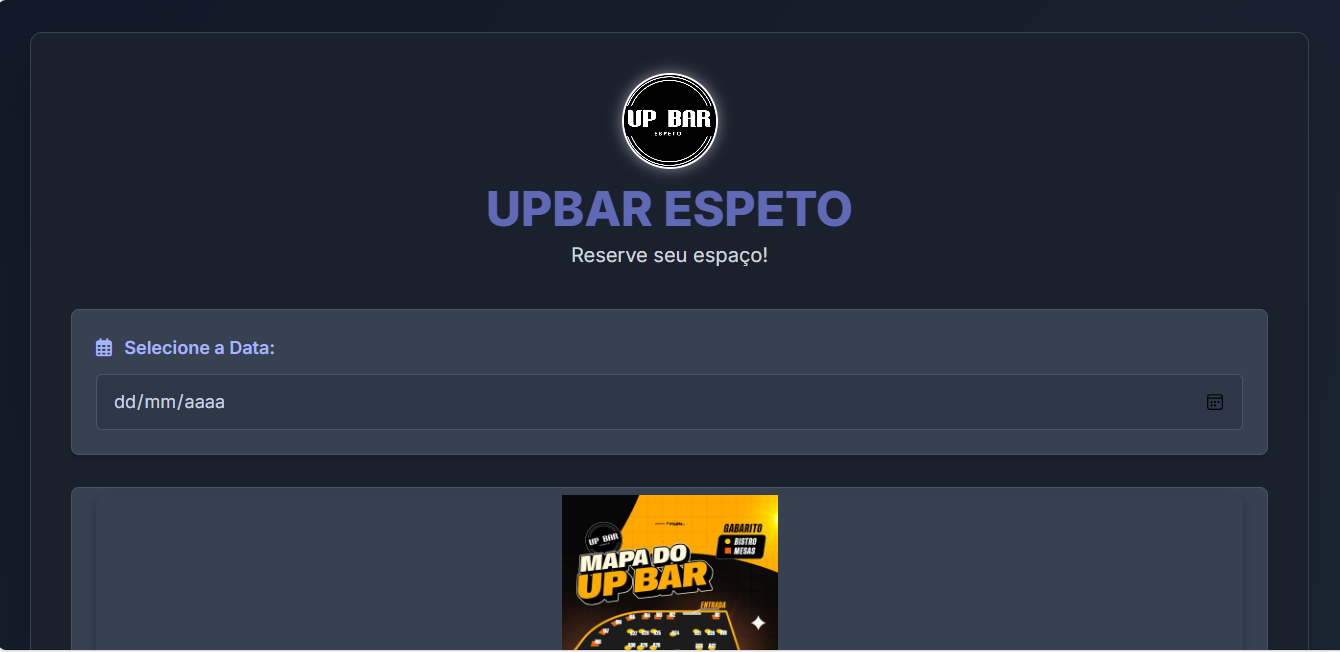 UP BAR
ESPETO
UPBAR ESPETO
Reserve seu espaço!
Selecione a Data:
dd/mm/aaaa
UP BAR
GABARITO
BISTRO
MESAS
MAPA DO
UP BAR
ENTRADA